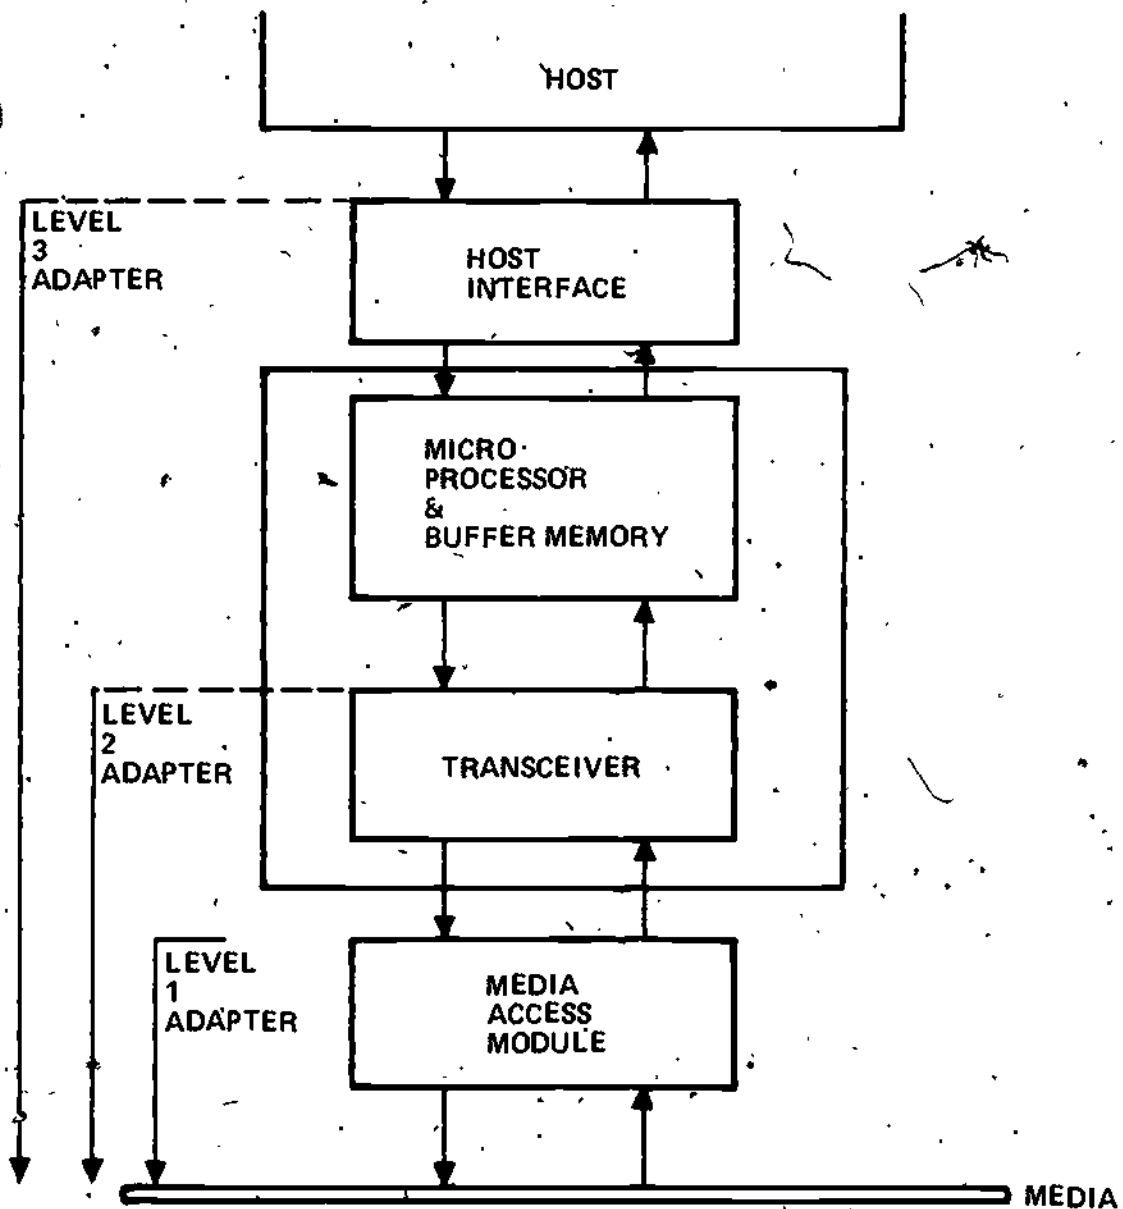 HOST
LEVEL
3
ADAPTER
HOST
INTERFACE
MICRO
PROCESSOR
&
BUFFER MEMORY
LEVEL
2
ADAPTER
TRANSCEIVER
LEVEL
1
ADAPTER
MEDIA
ACCESS
MODULE
MEDIA